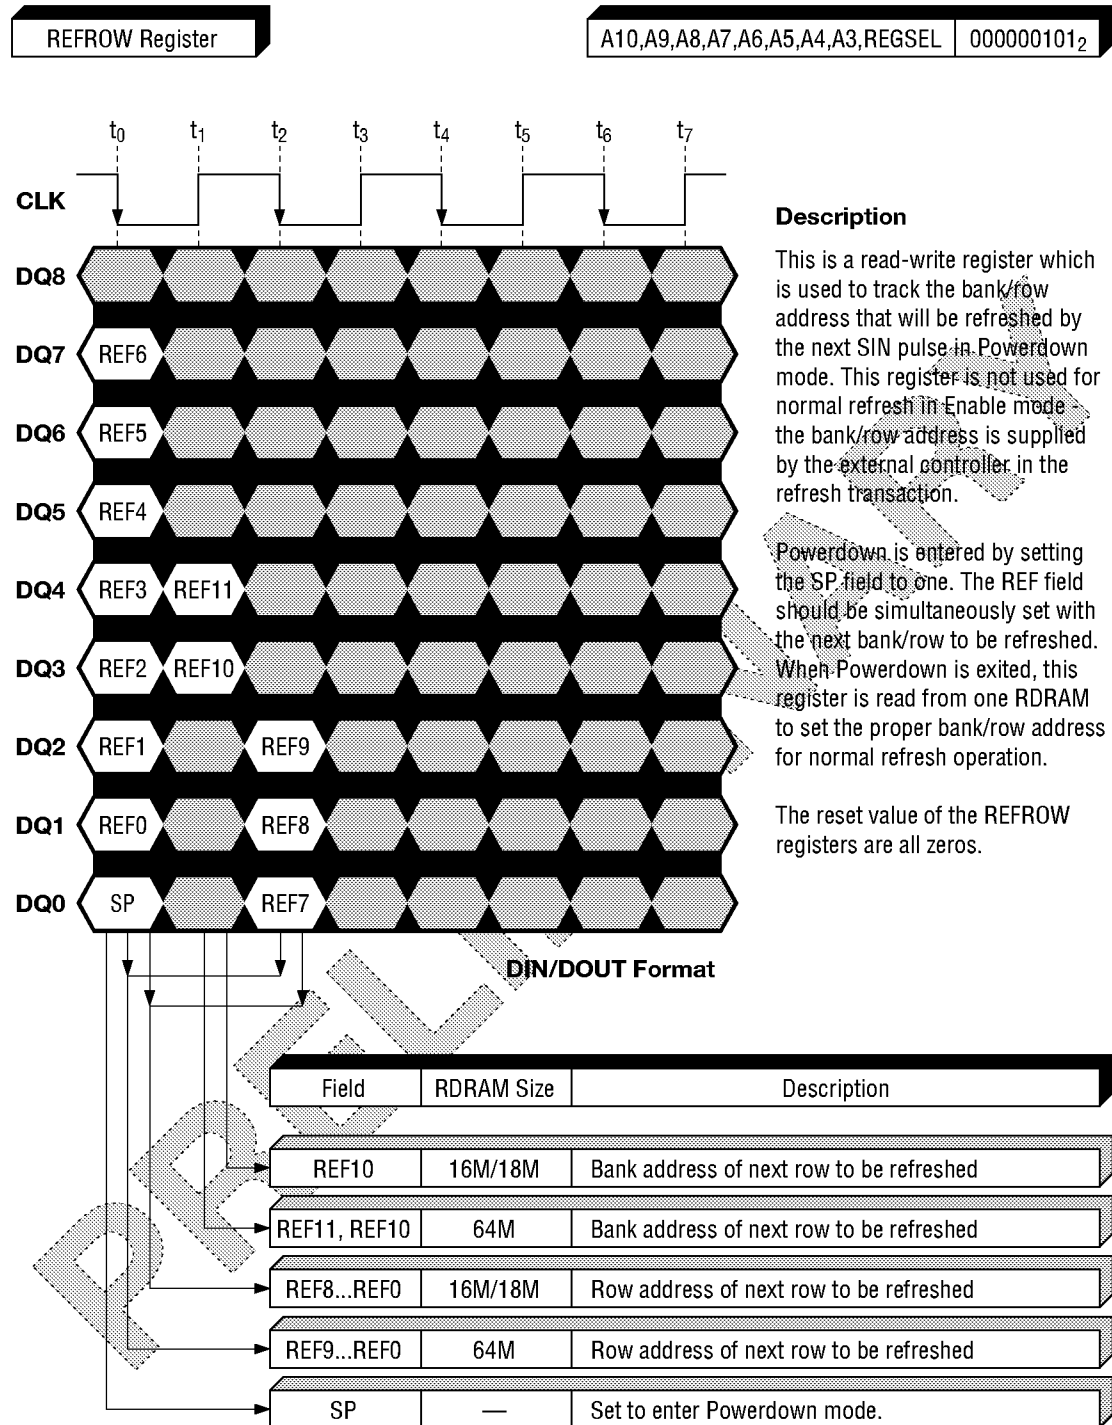 REFROW Register
A10,A9,A8,A7,A6,A5,A4,A3,REGSEL 000000101₂
t₀ t₁ t₂ t₃ t₄ t₅ t₆ t₇
CLK
DQ8
DQ7 REF6
DQ6 REF5
DQ5 REF4
DQ4 REF3 REF11
DQ3 REF2 REF10
DQ2 REF1 REF9
DQ1 REF0 REF8
DQ0 SP REF7
DIN/DOUT Format
Description
This is a read-write register which
is used to track the bank/row
address that will be refreshed by
the next SIN pulse in Powerdown
mode. This register is not used for
normal refresh in Enable mode -
the bank/row address is supplied
by the external controller in the
refresh transaction.
Powerdown is entered by setting
the SP field to one. The REF field
should be simultaneously set with
the next bank/row to be refreshed.
When Powerdown is exited, this
register is read from one RDRAM
to set the proper bank/row address
for normal refresh operation.
The reset value of the REFROW
registers are all zeros.
Field RDRAM Size Description
REF10 16M/18M Bank address of next row to be refreshed
REF11, REF10 64M Bank address of next row to be refreshed
REF8...REF0 16M/18M Row address of next row to be refreshed
REF9...REF0 64M Row address of next row to be refreshed
SP — Set to enter Powerdown mode.